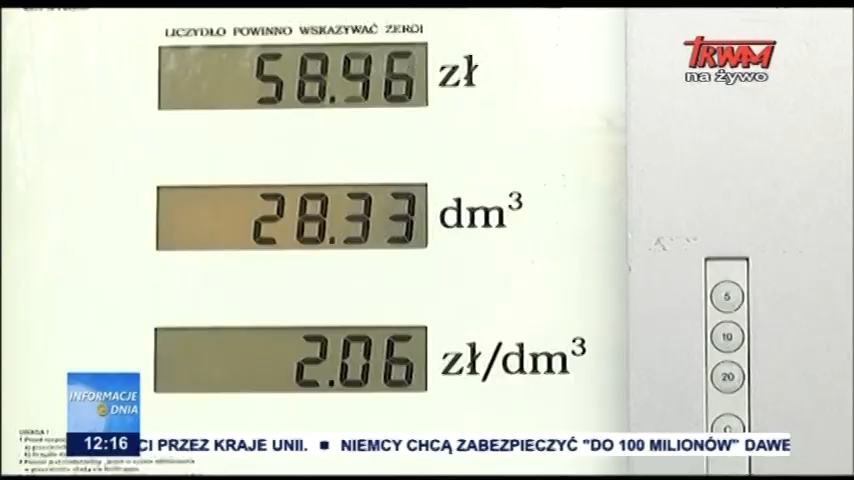 LICZYDŁO POWINNO WSKAZYWAĆ ZERO!
58.96 zł
TRWAM
na żywo
28.33 dm³
5
10
20
C
2.06 zł/dm³
INFORMACJE
DNIA
UWAGA !
12:16 CI PRZEZ KRAJE UNII. ■ NIEMCY CHCĄ ZABEZPIECZYĆ "DO 100 MILIONÓW" DAWE